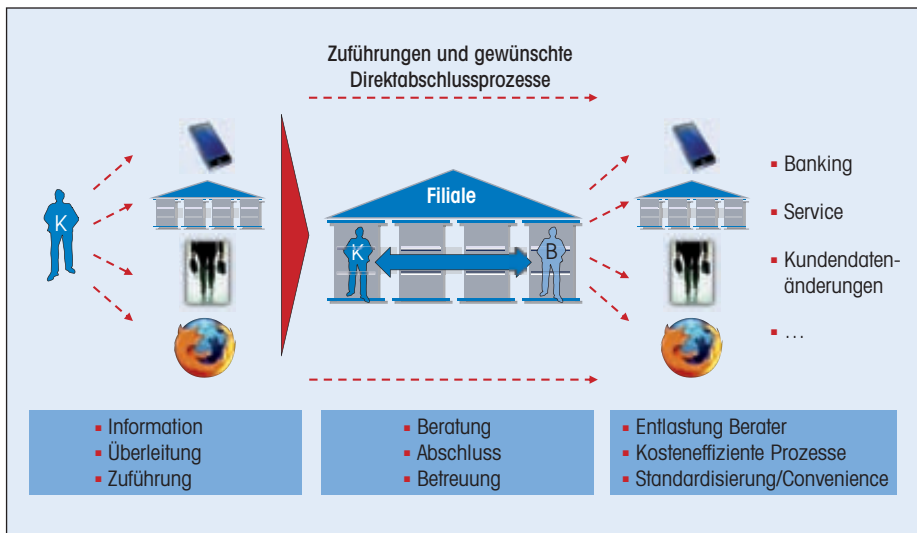 Zuführungen und gewünschte
Direktabschlussprozesse
K
Filiale
K
B
▪ Banking
▪ Service
▪ Kundendaten-
änderungen
▪ …
▪ Information
▪ Überleitung
▪ Zuführung
▪ Beratung
▪ Abschluss
▪ Betreuung
▪ Entlastung Berater
▪ Kosteneffiziente Prozesse
▪ Standardisierung/Convenience